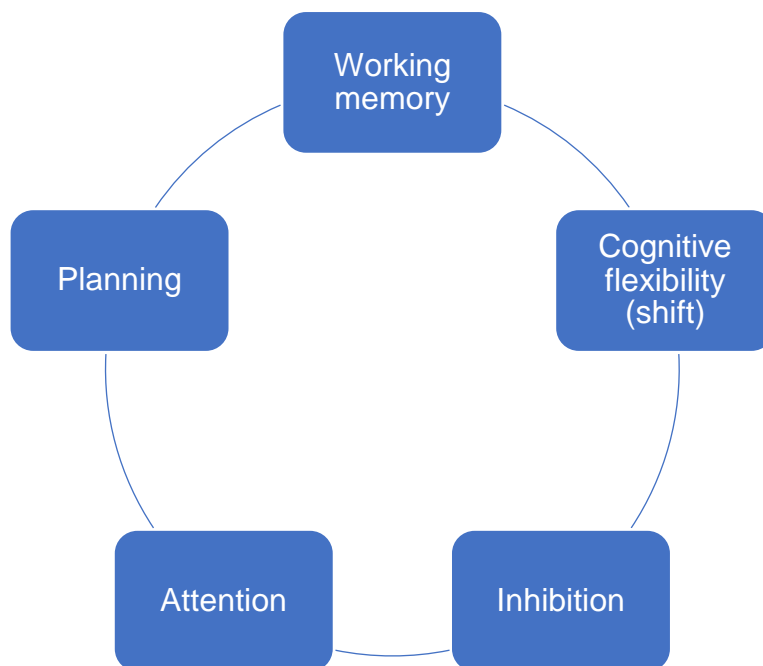 Working
memory
Cognitive
flexibility
(shift)
Inhibition
Attention
Planning